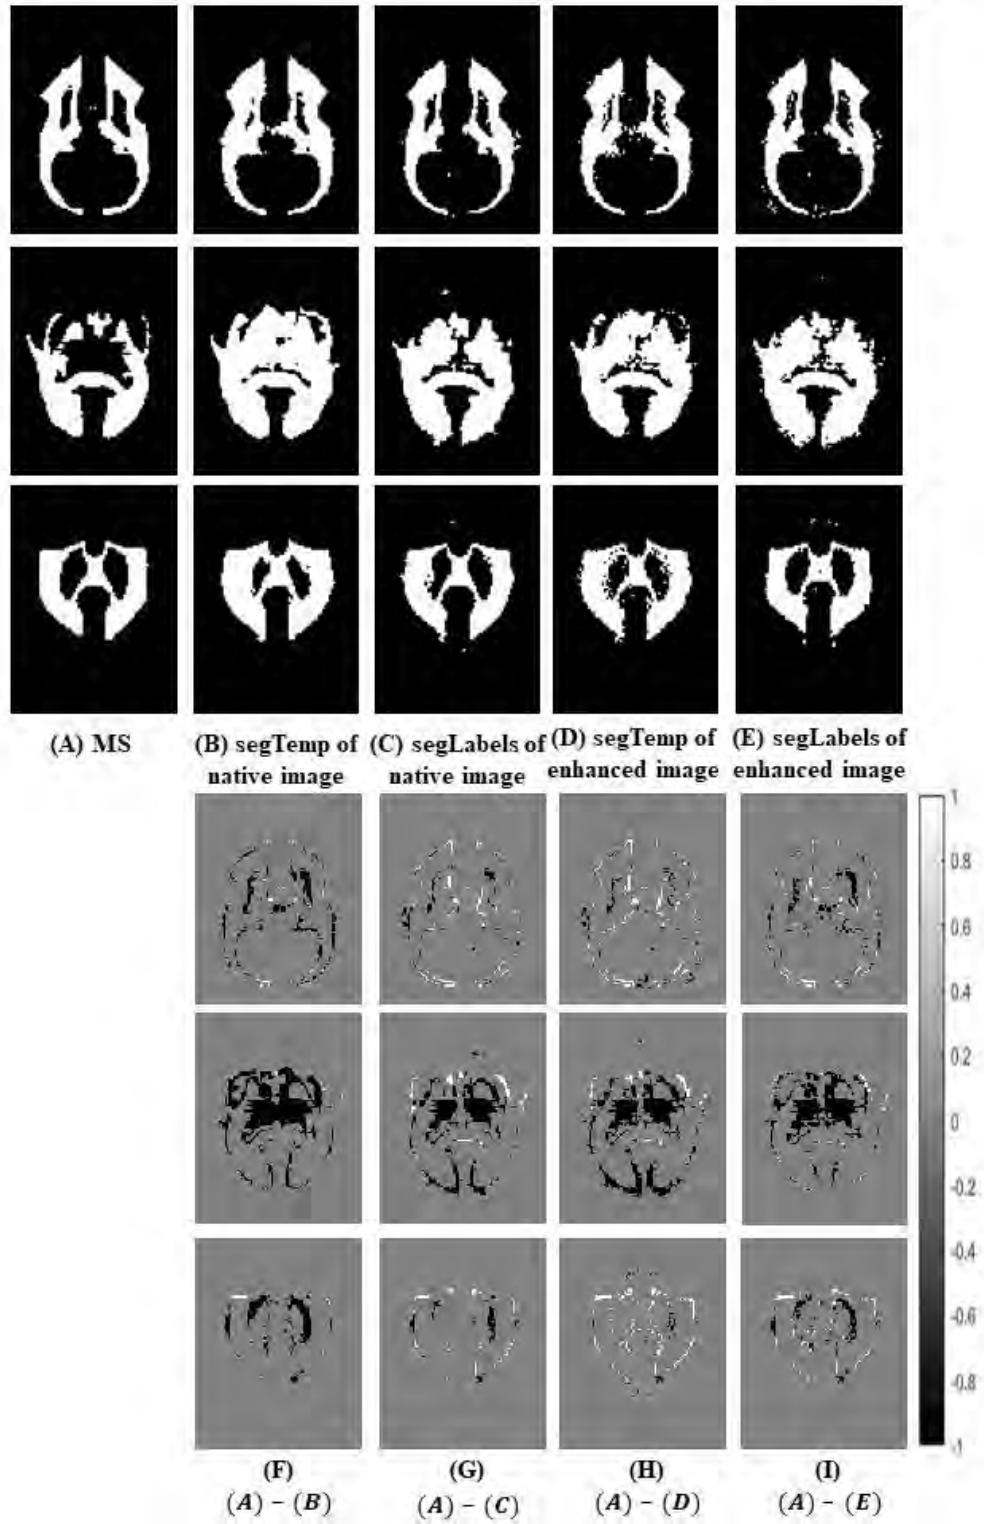 (A) MS
(B) segTemp of native image
(C) segLabels of native image
(D) segTemp of enhanced image
(E) segLabels of enhanced image
1
0.8
0.6
0.4
0.2
0
-0.2
-0.4
-0.6
-0.8
-1
(F)
(A) − (B)
(G)
(A) − (C)
(H)
(A) − (D)
(I)
(A) − (E)